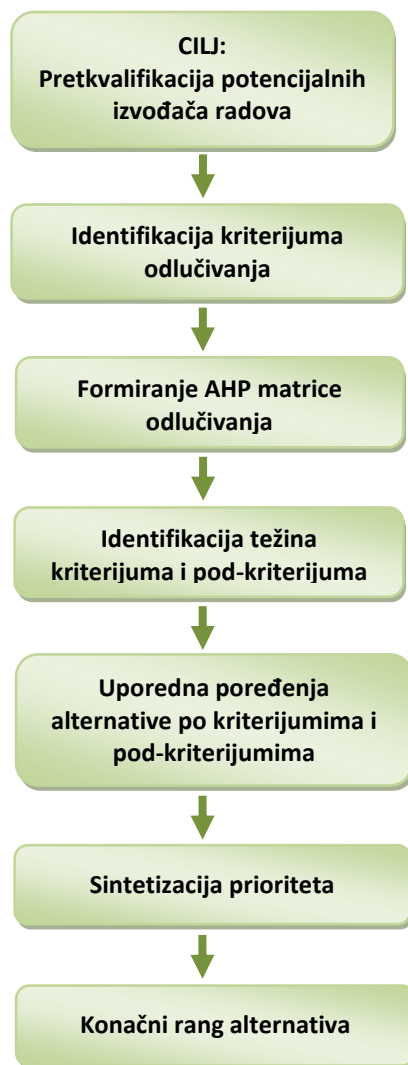 CILJ:
Pretkvalifikacija potencijalnih
izvođača radova
Identifikacija kriterijuma
odlučivanja
Formiranje AHP matrice
odlučivanja
Identifikacija težina
kriterijuma i pod-kriterijuma
Uporedna poređenja
alternative po kriterijumima i
pod-kriterijumima
Sintetizacija prioriteta
Konačni rang alternativa